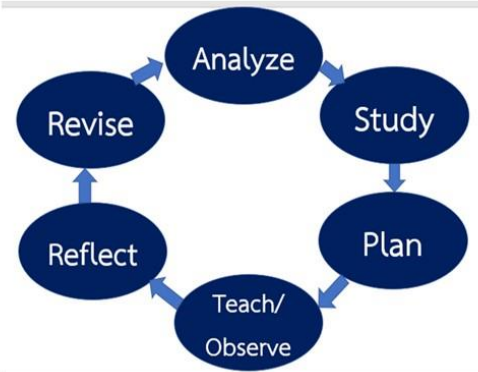 Analyze
Study
Plan
Teach/
Observe
Reflect
Revise